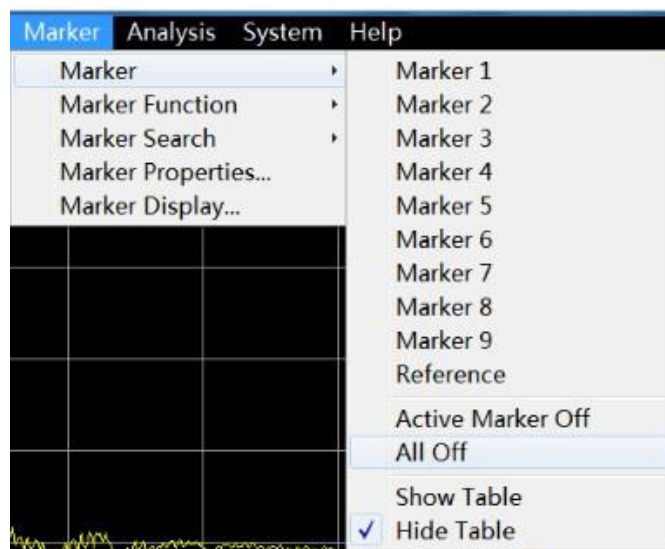 Marker Analysis System Help
Marker
Marker Function
Marker Search
Marker Properties...
Marker Display...
Marker 1
Marker 2
Marker 3
Marker 4
Marker 5
Marker 6
Marker 7
Marker 8
Marker 9
Reference
Active Marker Off
All Off
Show Table
Hide Table